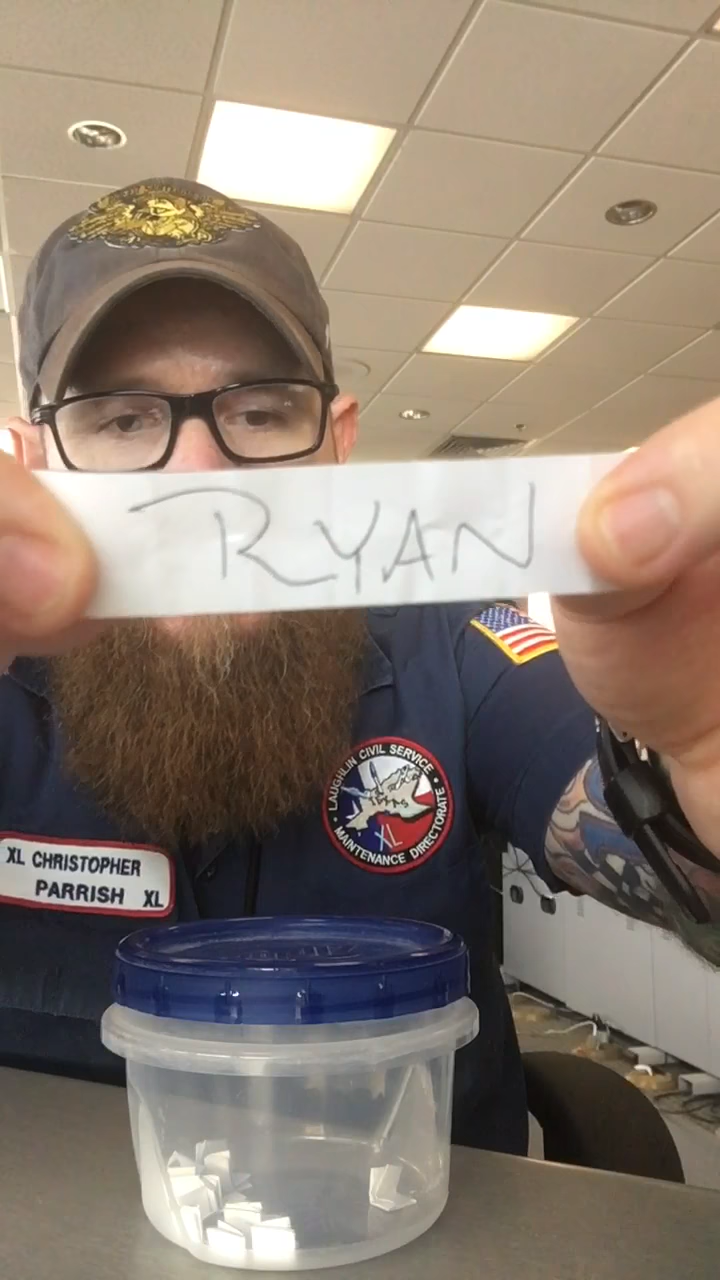 RYAN
LAUGHLIN CIVIL SERVICE
XL
MAINTENANCE DIRECTORATE
XL CHRISTOPHER
PARRISH XL